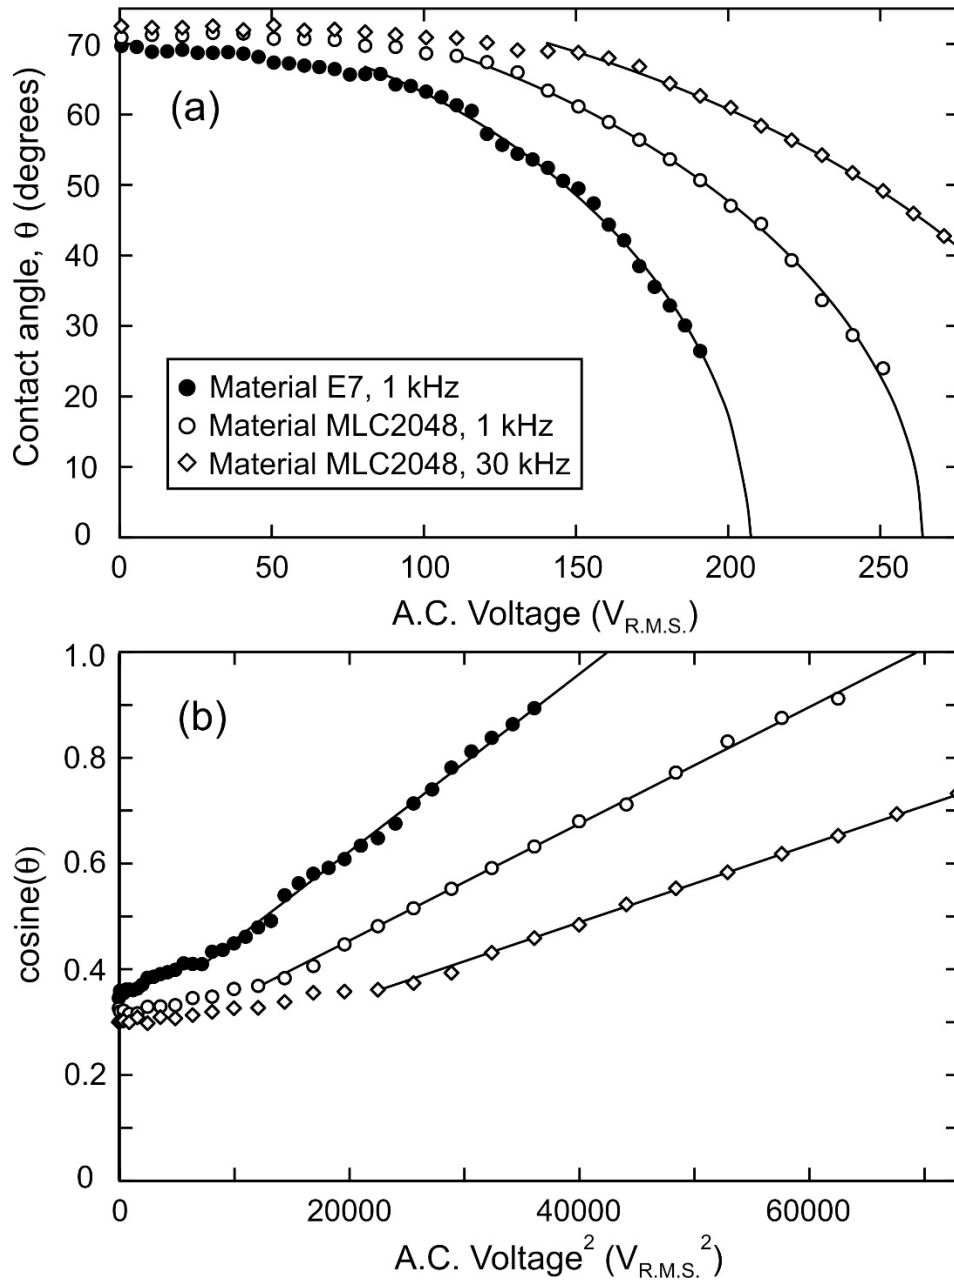 70
60
50
40
30
20
10
0
Contact angle, θ (degrees)
(a)
Material E7, 1 kHz
Material MLC2048, 1 kHz
Material MLC2048, 30 kHz
0 50 100 150 200 250
A.C. Voltage (V_R.M.S.)
1.0
0.8
0.6
0.4
0.2
0
cosine(θ)
(b)
0 20000 40000 60000
A.C. Voltage² (V_R.M.S.²)